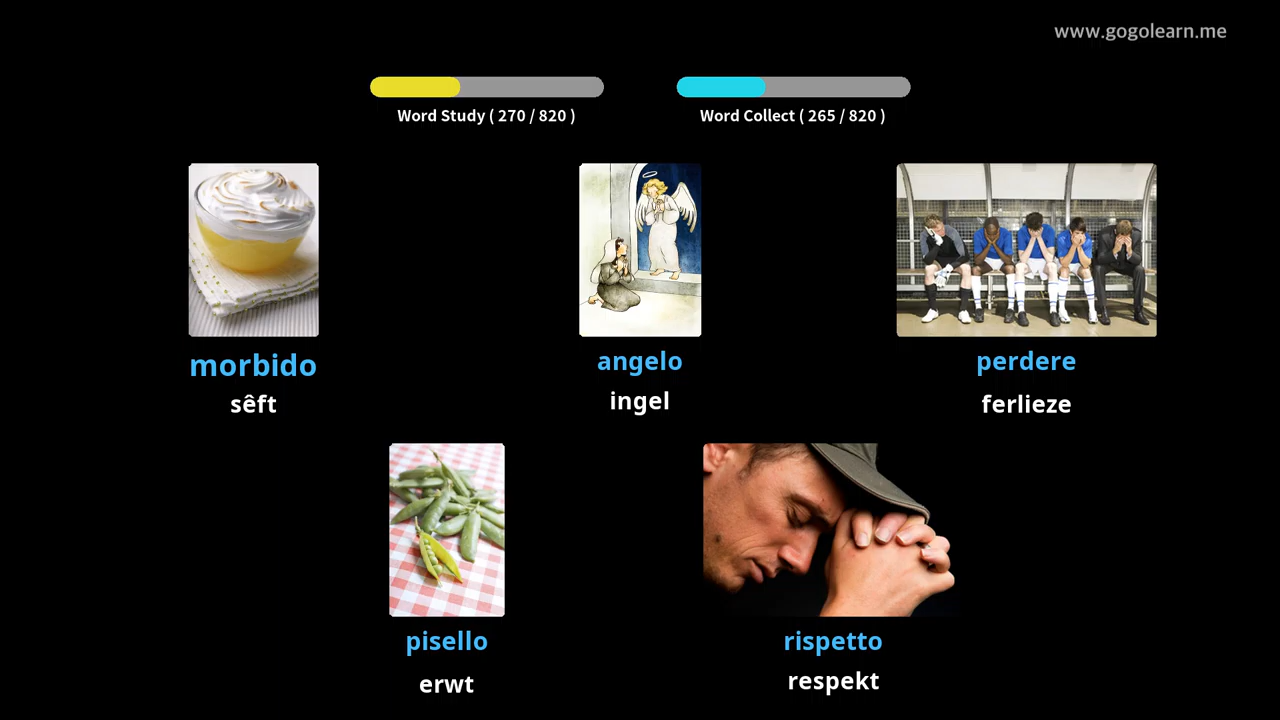 www.gogolearn.me
Word Study ( 270 / 820 )
Word Collect ( 265 / 820 )
morbido
sêft
angelo
ingel
perdere
ferlieze
pisello
erwt
rispetto
respekt